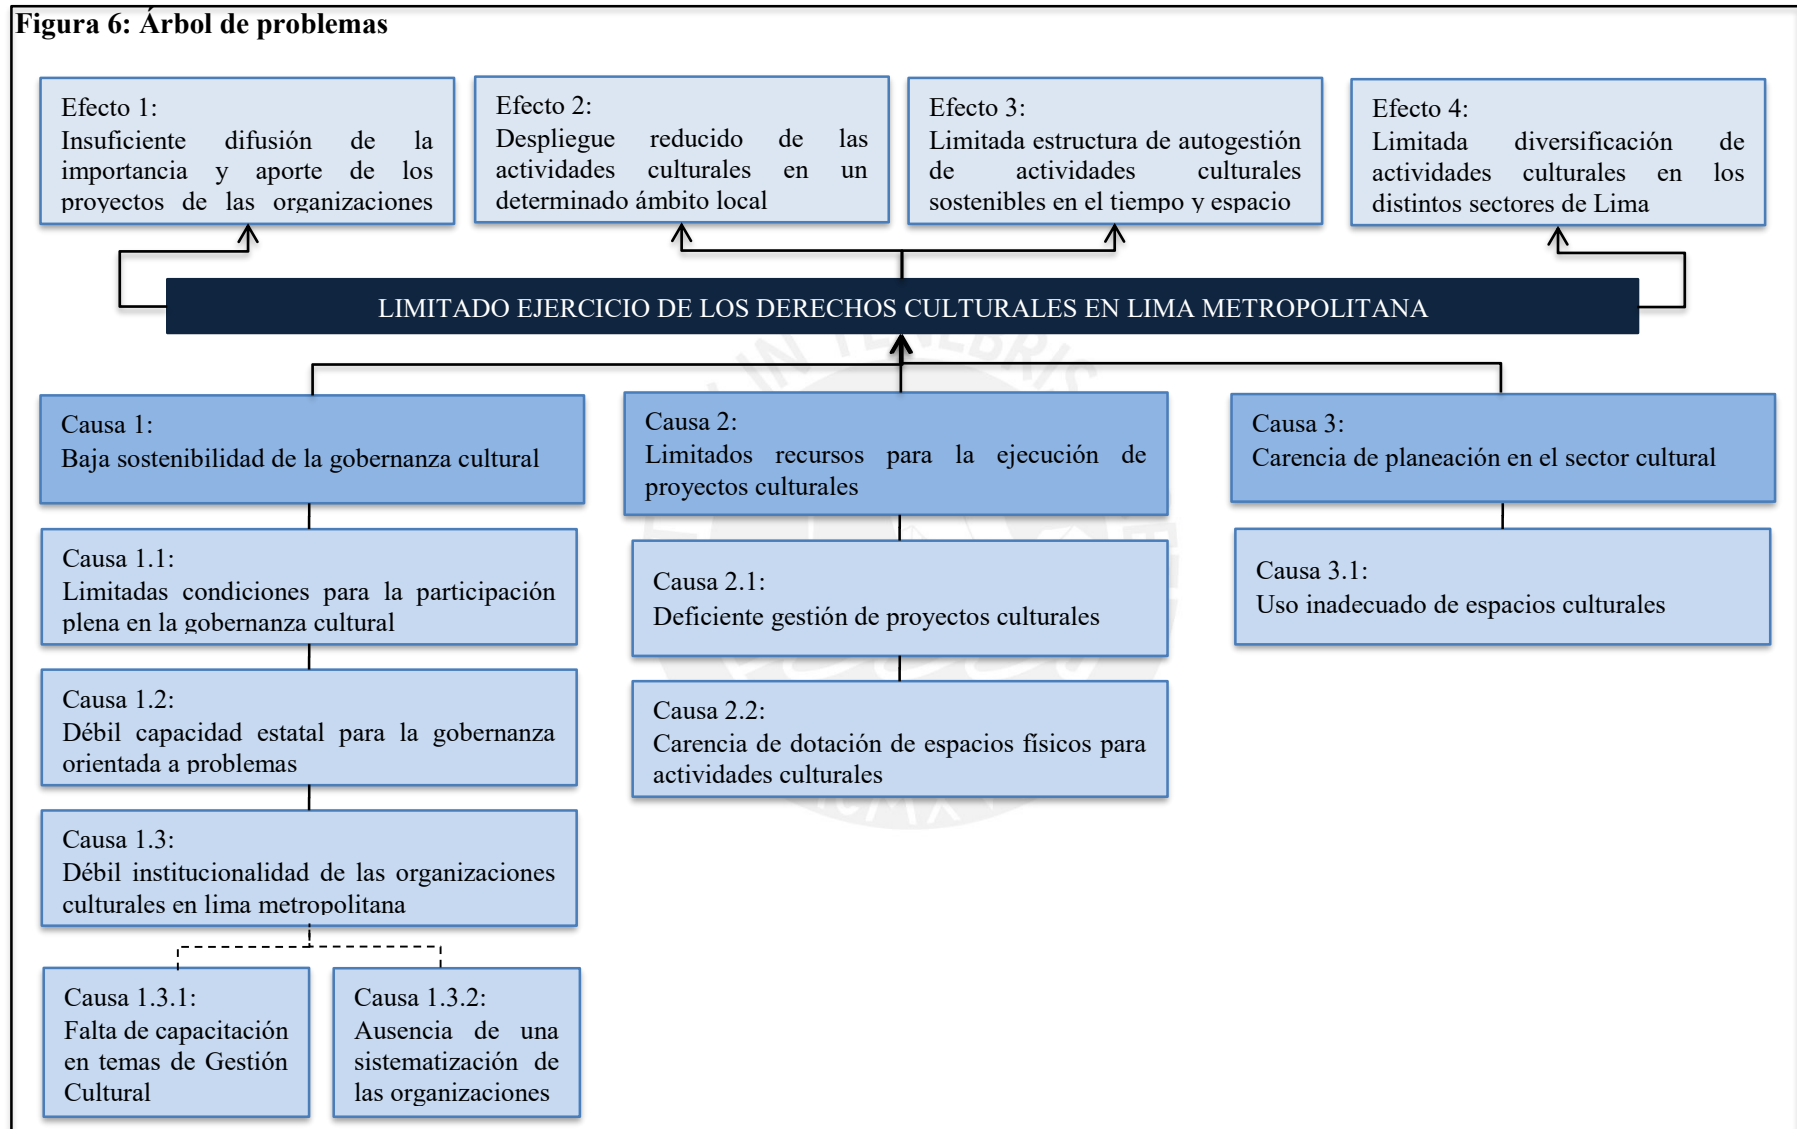 Figura 6: Árbol de problemas
Efecto 1:
Insuficiente difusión de la
importancia y aporte de los
proyectos de las organizaciones
Efecto 2:
Despliegue reducido de las
actividades culturales en un
determinado ámbito local
Efecto 3:
Limitada estructura de autogestión
de actividades culturales
sostenibles en el tiempo y espacio
Efecto 4:
Limitada diversificación de
actividades culturales en los
distintos sectores de Lima
LIMITADO EJERCICIO DE LOS DERECHOS CULTURALES EN LIMA METROPOLITANA
IN TENEBRIS
Causa 1:
Baja sostenibilidad de la gobernanza cultural
Causa 1.1:
Limitadas condiciones para la participación
plena en la gobernanza cultural
Causa 1.2:
Débil capacidad estatal para la gobernanza
orientada a problemas
Causa 1.3:
Débil institucionalidad de las organizaciones
culturales en lima metropolitana
Causa 1.3.1:
Falta de capacitación
en temas de Gestión
Cultural
Causa 1.3.2:
Ausencia de una
sistematización de
las organizaciones
Causa 2:
Limitados recursos para la ejecución de
proyectos culturales
Causa 2.1:
Deficiente gestión de proyectos culturales
Causa 2.2:
Carencia de dotación de espacios físicos para
actividades culturales
Causa 3:
Carencia de planeación en el sector cultural
Causa 3.1:
Uso inadecuado de espacios culturales